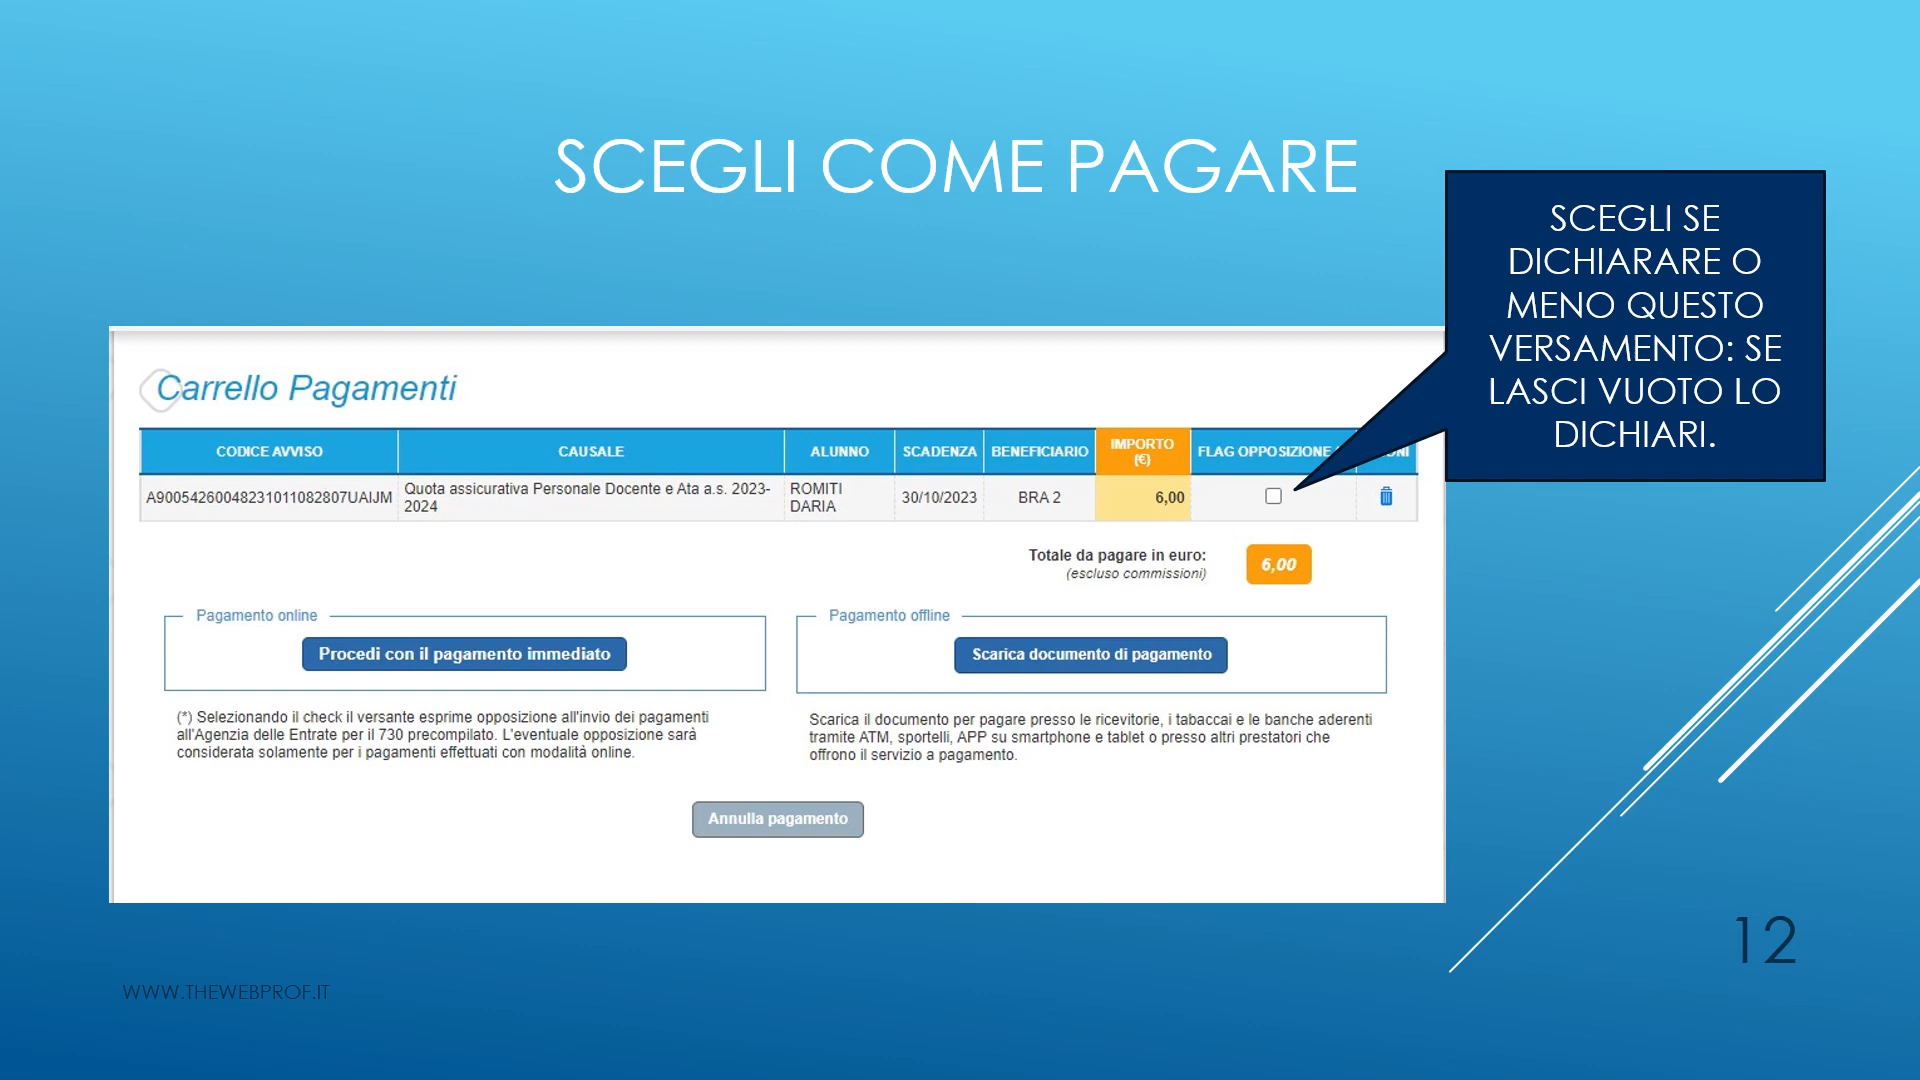 SCEGLI COME PAGARE
SCEGLI SE
DICHIARARE O
MENO QUESTO
VERSAMENTO: SE
LASCI VUOTO LO
DICHIARI.
Carrello Pagamenti
CODICE AVVISO CAUSALE ALUNNO SCADENZA BENEFICIARIO IMPORTO (€) FLAG OPPOSIZIONE
A90054260048231011082807UAIJM Quota assicurativa Personale Docente e Ata a.s. 2023-2024 ROMITI DARIA 30/10/2023 BRA 2 6,00
Totale da pagare in euro: 6,00
(escluso commissioni)
Pagamento online
Procedi con il pagamento immediato
(*) Selezionando il check il versante esprime opposizione all'invio dei pagamenti
all'Agenzia delle Entrate per il 730 precompilato. L'eventuale opposizione sarà
considerata solamente per i pagamenti effettuati con modalità online.
Pagamento offline
Scarica documento di pagamento
Scarica il documento per pagare presso le ricevitorie, i tabaccai e le banche aderenti
tramite ATM, sportelli, APP su smartphone e tablet o presso altri prestatori che
offrono il servizio a pagamento.
Annulla pagamento
12
WWW.THEWEBPROF.IT